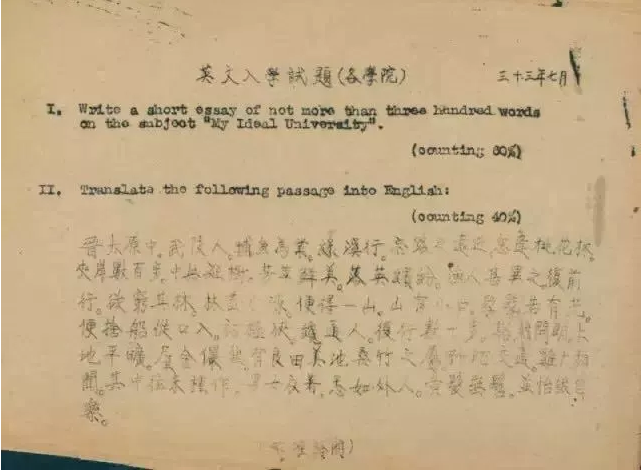 英文入學試題(各學院) 三十三年七月
I. Write a short essay of not more than three hundred words
on the subject "My Ideal University".
(counting 60%)
II. Translate the following passage into English:
(counting 40%)
晉太原中。武陵人。捕魚爲業。緣溪行。忘路之遠近。忽逢桃花林。
夾岸數百步。中無雜樹。芳草鮮美。落英繽紛。漁人甚異之。復前
行。欲窮其林。林盡水源。便得一山。山有小口。髣髴若有光。
便捨船從口入。初極狹。纔通人。復行數十步。豁然開朗。土
地平曠。屋舍儼然。有良田美池桑竹之屬。阡陌交通。雞犬相
聞。其中往來種作。男女衣著。悉如外人。黃髮垂髫。並怡然自
樂。